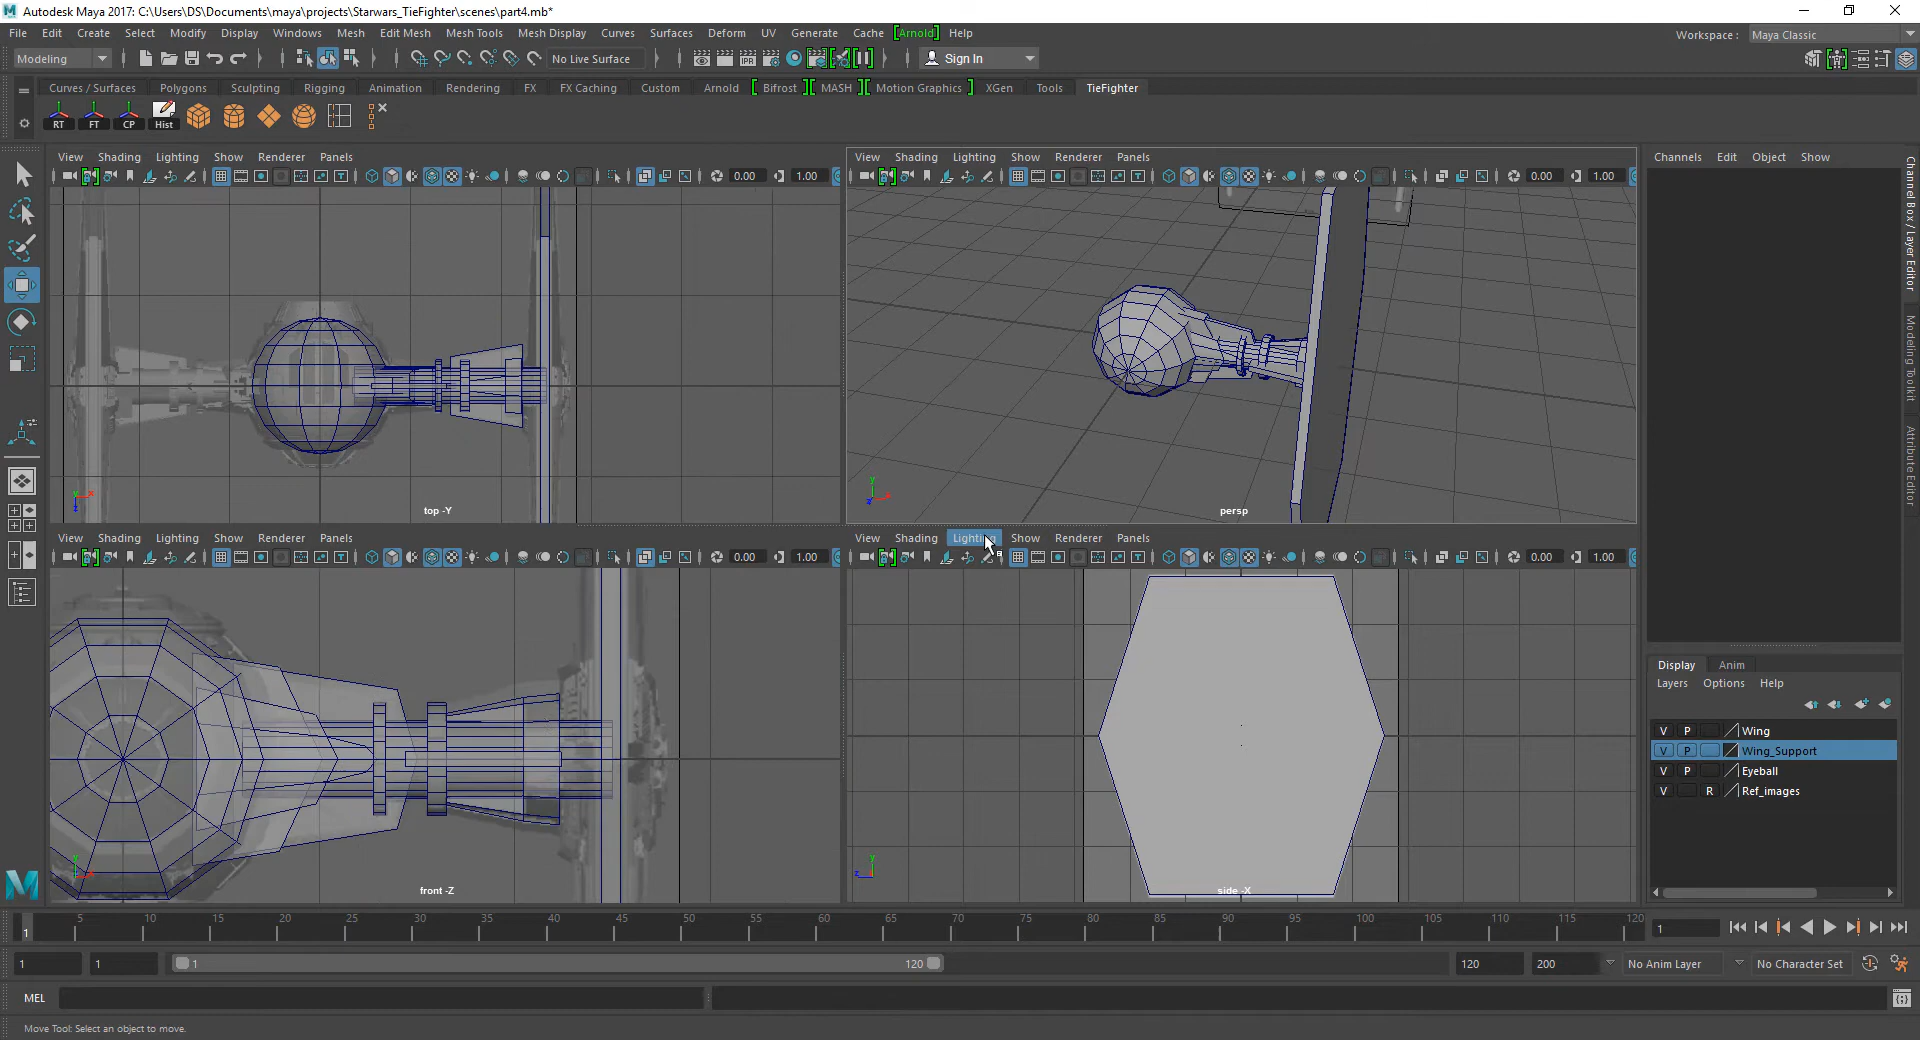 Autodesk Maya 2017: C:\Users\DS\Documents\maya\projects\Starwars_TieFighter\scenes\part4.mb*
File Edit Create Select Modify Display Windows Mesh Edit Mesh Mesh Tools Mesh Display Curves Surfaces Deform UV Generate Cache [Arnold] Help
Workspace : Maya Classic
Modeling No Live Surface IPR Sign In
Curves / Surfaces Polygons Sculpting Rigging Animation Rendering FX FX Caching Custom Arnold [Bifrost] [MASH] [Motion Graphics] XGen Tools TieFighter
RT FT CP Hist
View Shading Lighting Show Renderer Panels
0.00 1.00
top -Y
View Shading Lighting Show Renderer Panels
0.00 1.00
persp
Channels Edit Object Show
Channel Box / Layer Editor
Modeling Toolkit
Attribute Editor
View Shading Lighting Show Renderer Panels
0.00 1.00
front -Z
View Shading Lighting Show Renderer Panels
0.00 1.00
side -X
Display Anim
Layers Options Help
V P Wing
V P Wing_Support
V P Eyeball
V R Ref_images
5 10 15 20 25 30 35 40 45 50 55 60 65 70 75 80 85 90 95 100 105 110 115 120
1
1
1 1 1 120 120 200 No Anim Layer No Character Set
MEL
Move Tool: Select an object to move.